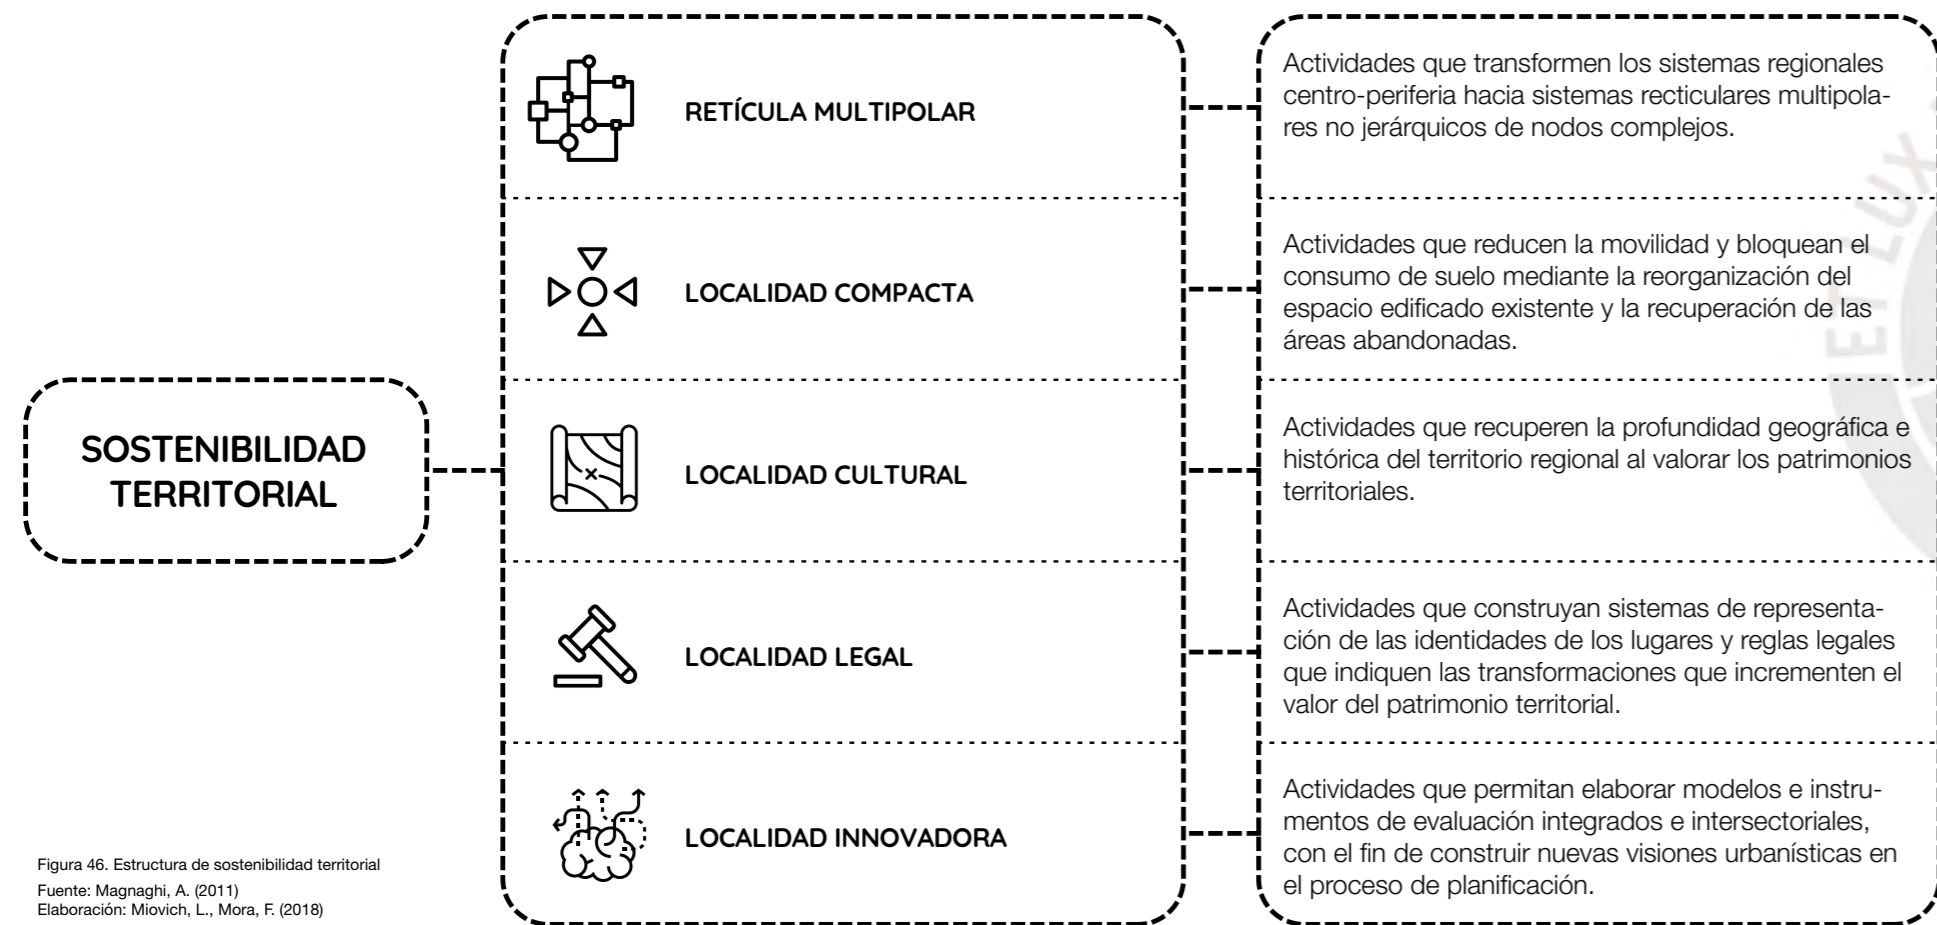 RETÍCULA MULTIPOLAR
Actividades que transformen los sistemas regionales
centro-periferia hacia sistemas recticulares multipola-
res no jerárquicos de nodos complejos.
LOCALIDAD COMPACTA
Actividades que reducen la movilidad y bloquean el
consumo de suelo mediante la reorganización del
espacio edificado existente y la recuperación de las
áreas abandonadas.
SOSTENIBILIDAD
TERRITORIAL
LOCALIDAD CULTURAL
Actividades que recuperen la profundidad geográfica e
histórica del territorio regional al valorar los patrimonios
territoriales.
LOCALIDAD LEGAL
Actividades que construyan sistemas de representa-
ción de las identidades de los lugares y reglas legales
que indiquen las transformaciones que incrementen el
valor del patrimonio territorial.
LOCALIDAD INNOVADORA
Actividades que permitan elaborar modelos e instru-
mentos de evaluación integrados e intersectoriales,
con el fin de construir nuevas visiones urbanísticas en
el proceso de planificación.
Figura 46. Estructura de sostenibilidad territorial
Fuente: Magnaghi, A. (2011)
Elaboración: Miovich, L., Mora, F. (2018)
ET LUX